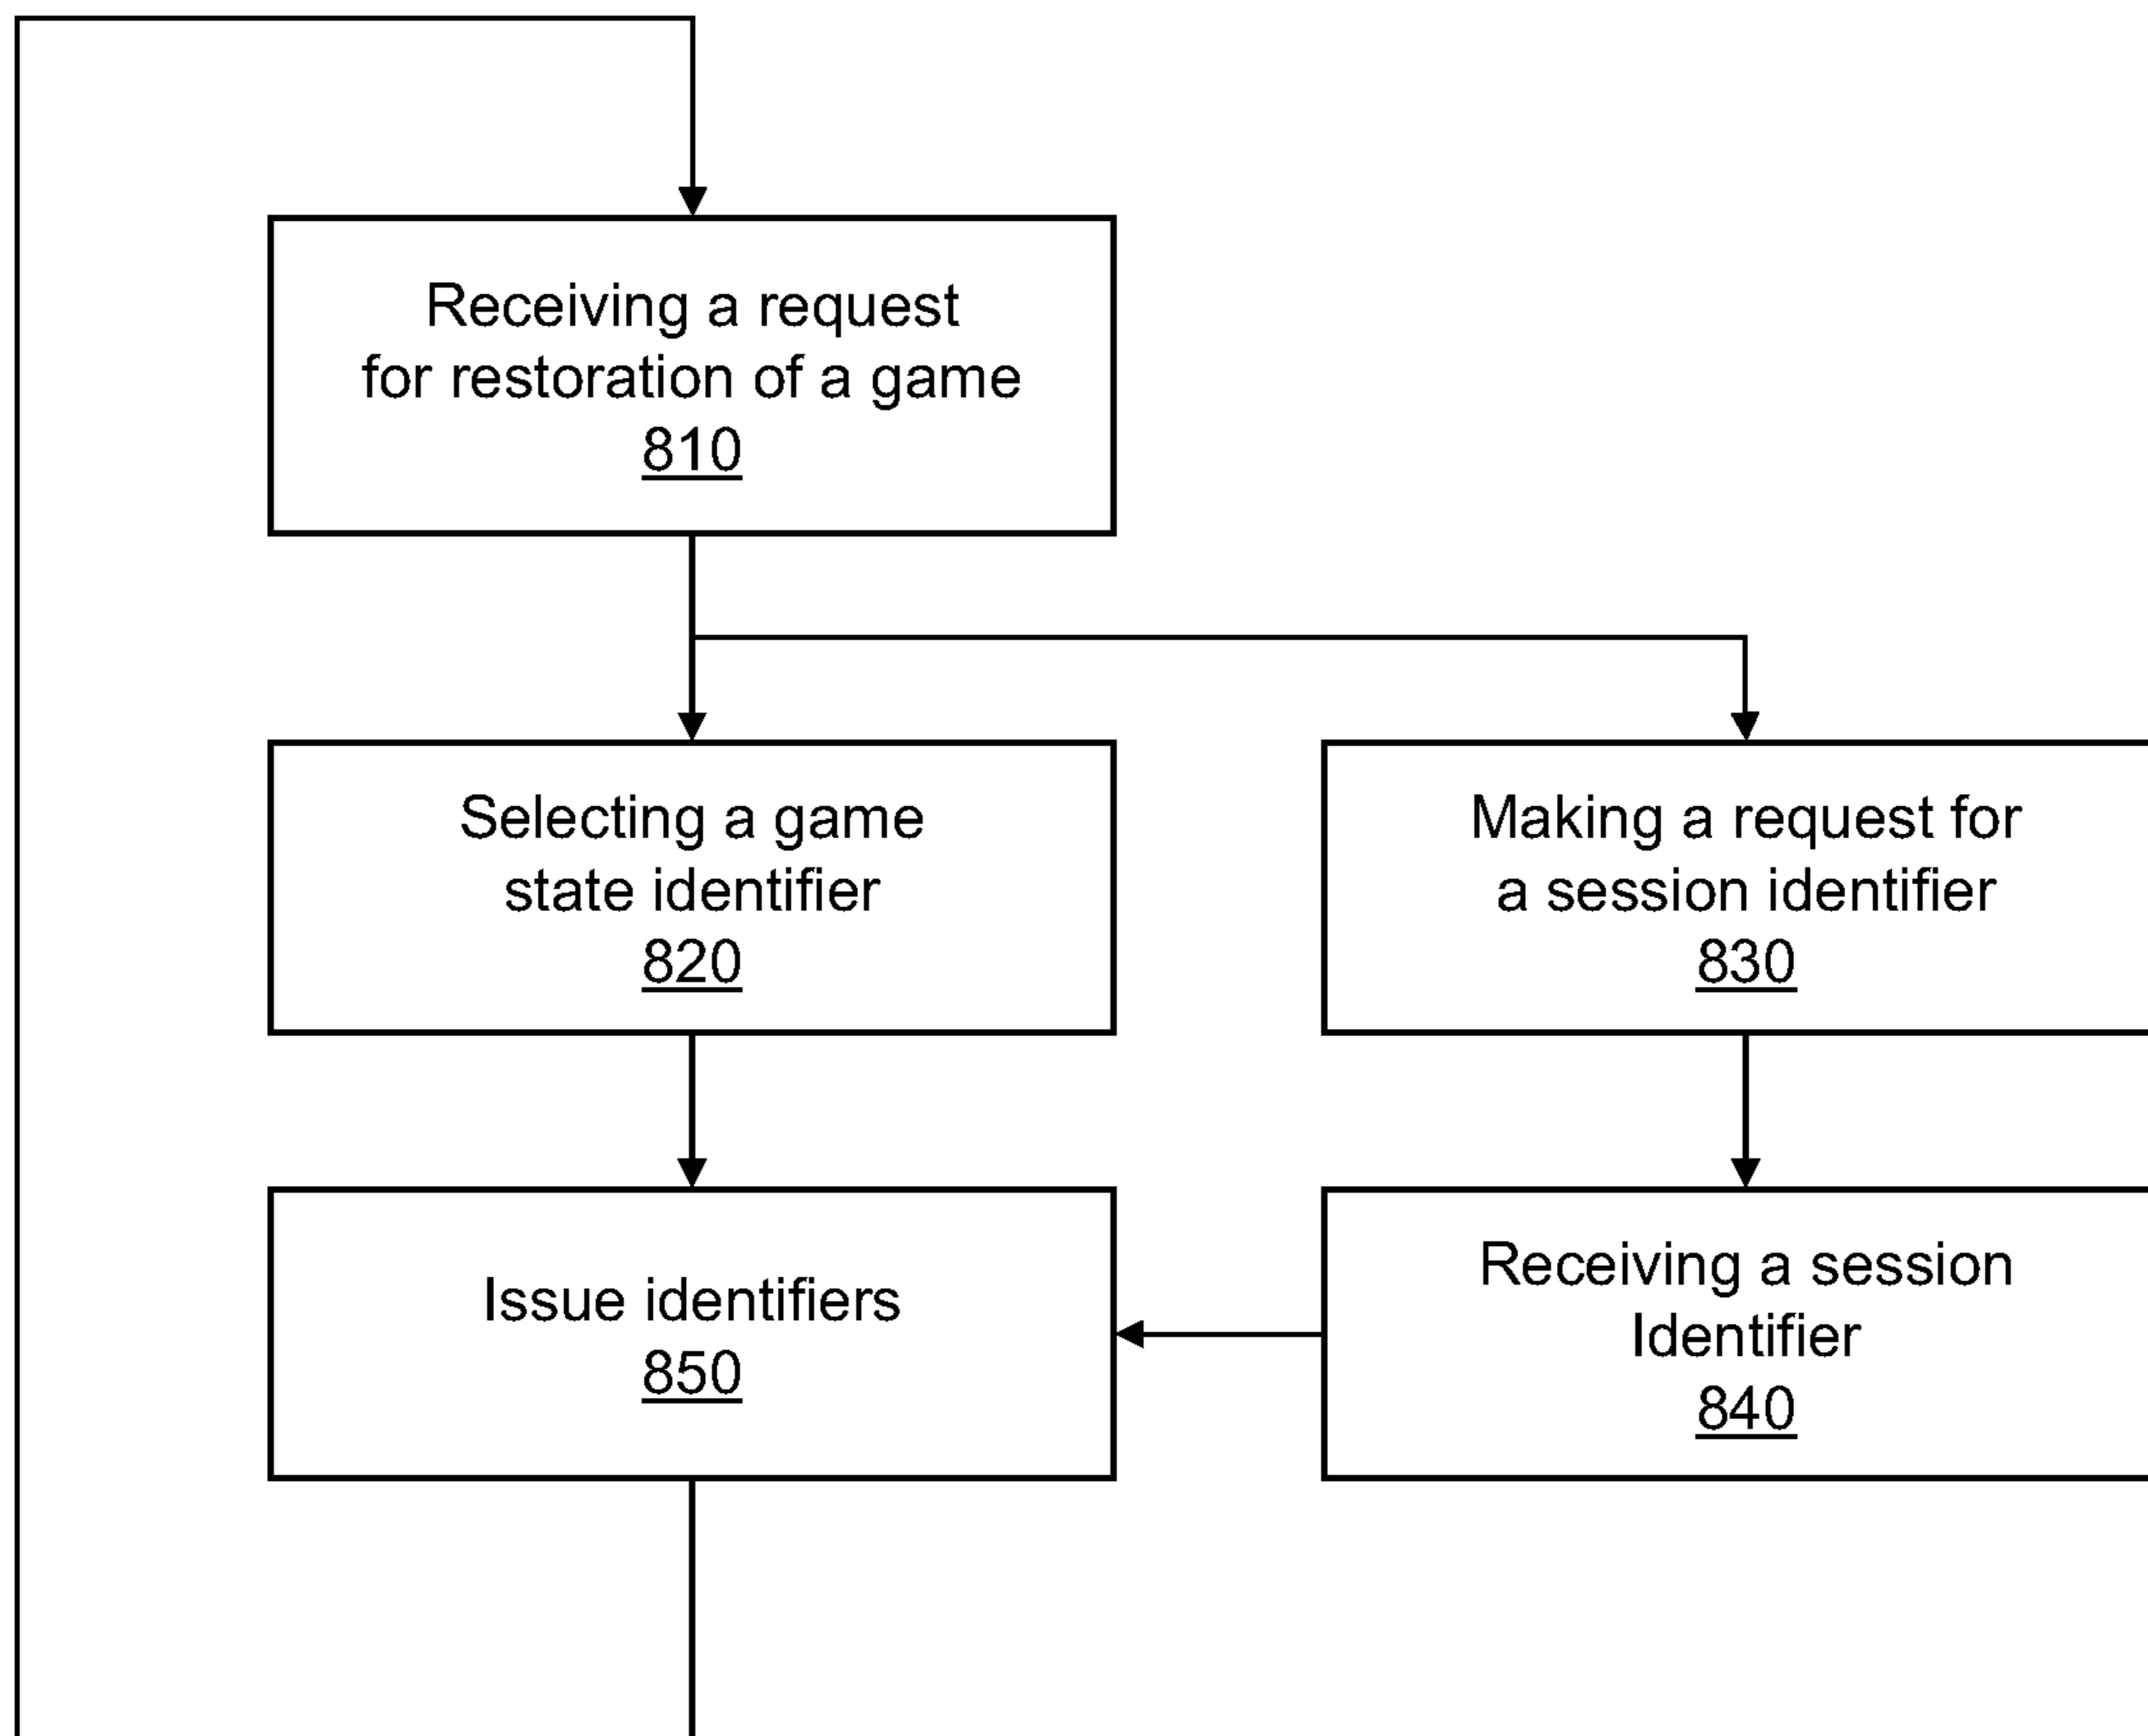 Receiving a request
for restoration of a game
810
Selecting a game
state identifier
820
Making a request for
a session identifier
830
Issue identifiers
850
Receiving a session
Identifier
840